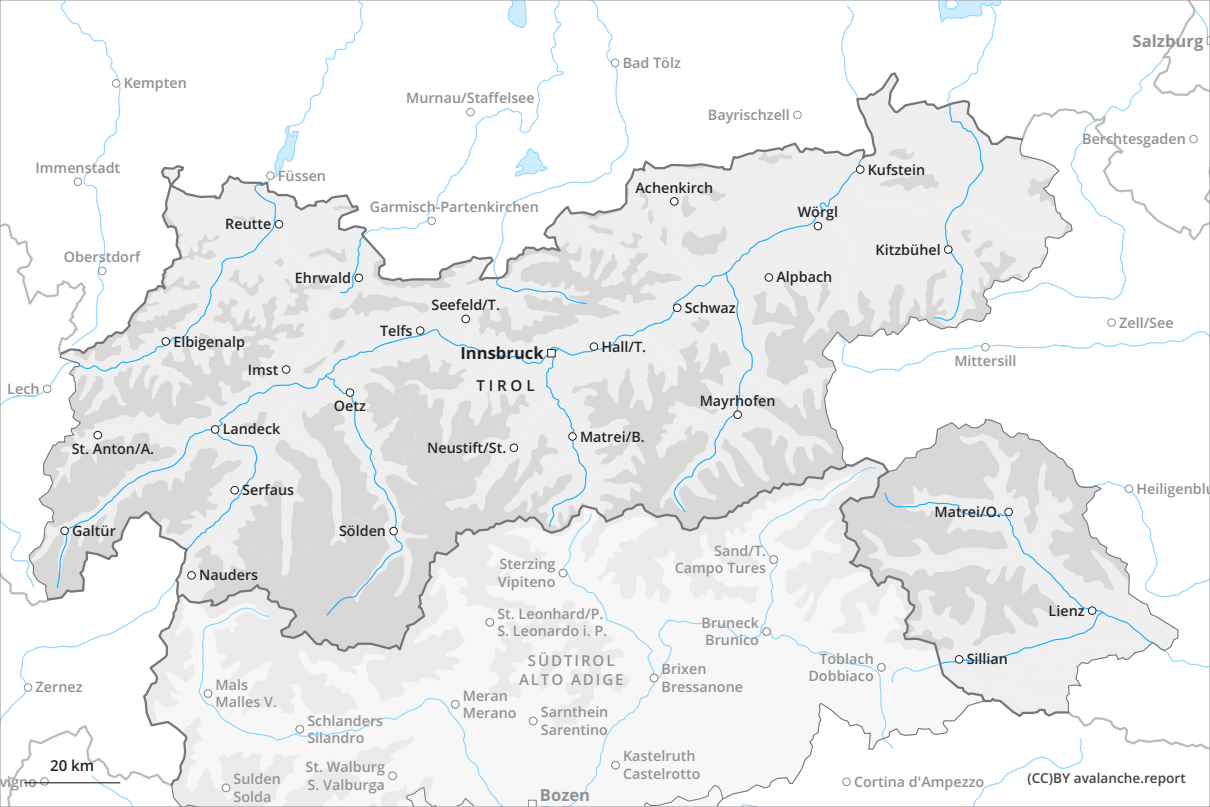 Salzburg
Bad Tölz
Kempten
Murnau/Staffelsee
Bayrischzell
Berchtesgaden
Immenstadt
Füssen
Kufstein
Achenkirch
Garmisch-Partenkirchen
Wörgl
Reutte
Kitzbühel
Oberstdorf
Ehrwald
Alpbach
Seefeld/T.
Schwaz
Zell/See
Telfs
Elbigenalp
Innsbruck
Hall/T.
Mittersill
Imst
TIROL
Lech
Oetz
Mayrhofen
Landeck
Matrei/B.
St. Anton/A.
Neustift/St.
Serfaus
Heiligenblu
Matrei/O.
Galtür
Sölden
Sand/T.
Campo Tures
Sterzing
Vipiteno
Nauders
Lienz
St. Leonhard/P.
S. Leonardo i. P.
Bruneck
Brunico
SÜDTIROL
ALTO ADIGE
Toblach
Dobbiaco
Sillian
Brixen
Bressanone
Zernez
Mals
Malles V.
Meran
Merano
Sarnthein
Sarentino
Schlanders
Silandro
Kastelruth
Castelrotto
20 km
St. Walburg
S. Valburga
vigno
Sulden
Solda
Cortina d'Ampezzo
(CC)BY avalanche.report
Bozen